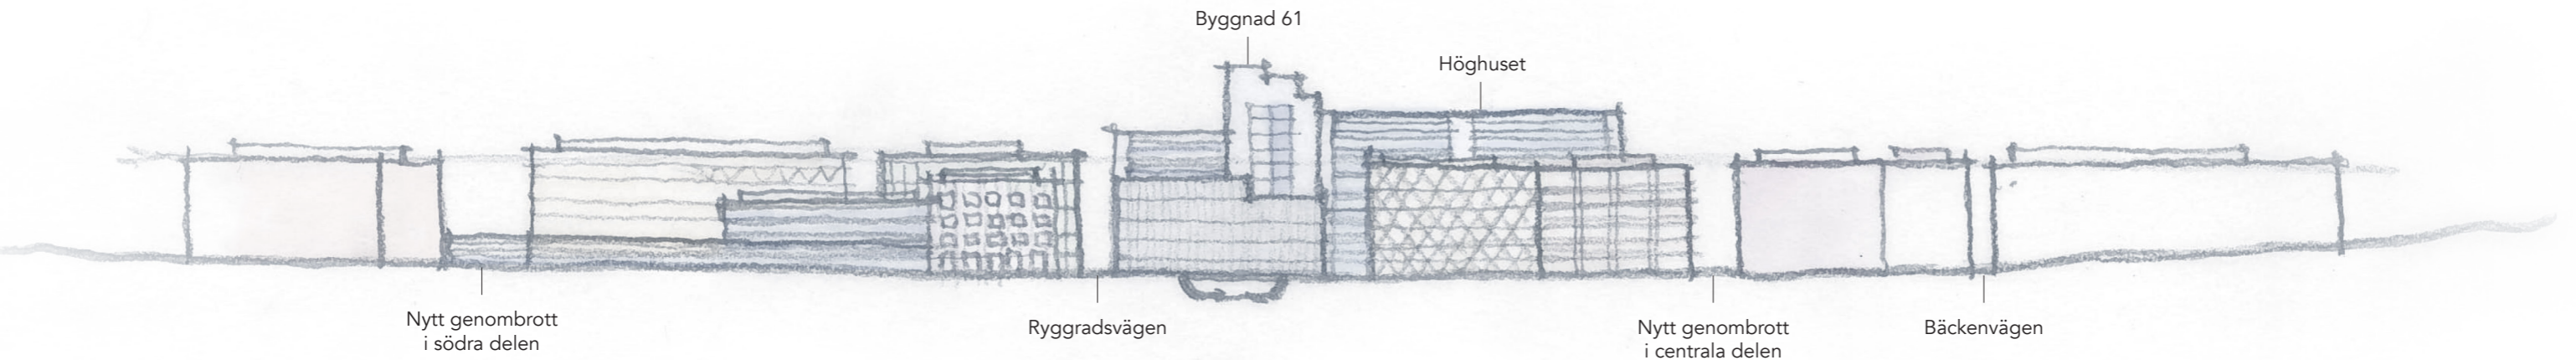 Byggnad 61
Höghuset
Nytt genombrott
i södra delen
Ryggradsvägen
Nytt genombrott
i centrala delen
Bäckenvägen